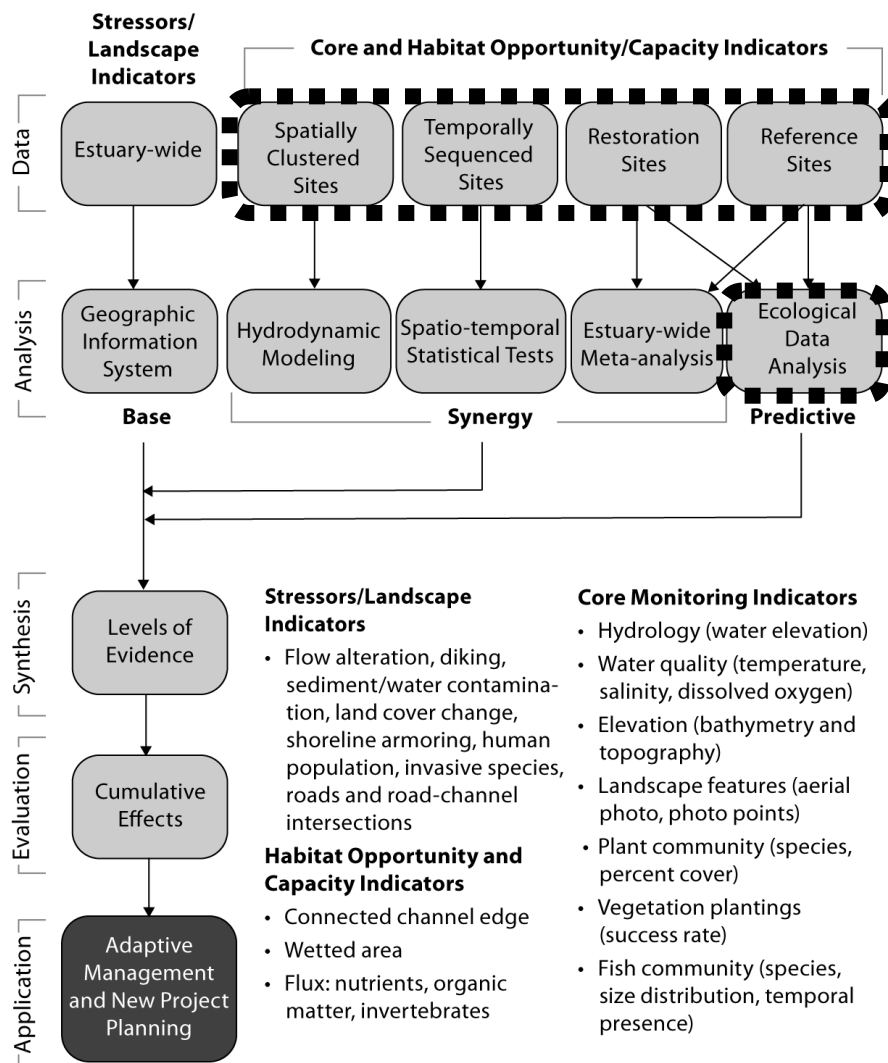 Stressors/
Landscape
Indicators
Core and Habitat Opportunity/Capacity Indicators
Data
Estuary-wide
Spatially
Clustered
Sites
Temporally
Sequenced
Sites
Restoration
Sites
Reference
Sites
Analysis
Geographic
Information
System
Hydrodynamic
Modeling
Spatio-temporal
Statistical Tests
Estuary-wide
Meta-analysis
Ecological
Data
Analysis
Base
Synergy
Predictive
Synthesis
Levels of
Evidence
Evaluation
Cumulative
Effects
Application
Adaptive
Management
and New Project
Planning
Stressors/Landscape
Indicators
• Flow alteration, diking,
sediment/water contamina-
tion, land cover change,
shoreline armoring, human
population, invasive species,
roads and road-channel
intersections
Habitat Opportunity and
Capacity Indicators
• Connected channel edge
• Wetted area
• Flux: nutrients, organic
matter, invertebrates
Core Monitoring Indicators
• Hydrology (water elevation)
• Water quality (temperature,
salinity, dissolved oxygen)
• Elevation (bathymetry and
topography)
• Landscape features (aerial
photo, photo points)
• Plant community (species,
percent cover)
• Vegetation plantings
(success rate)
• Fish community (species,
size distribution, temporal
presence)